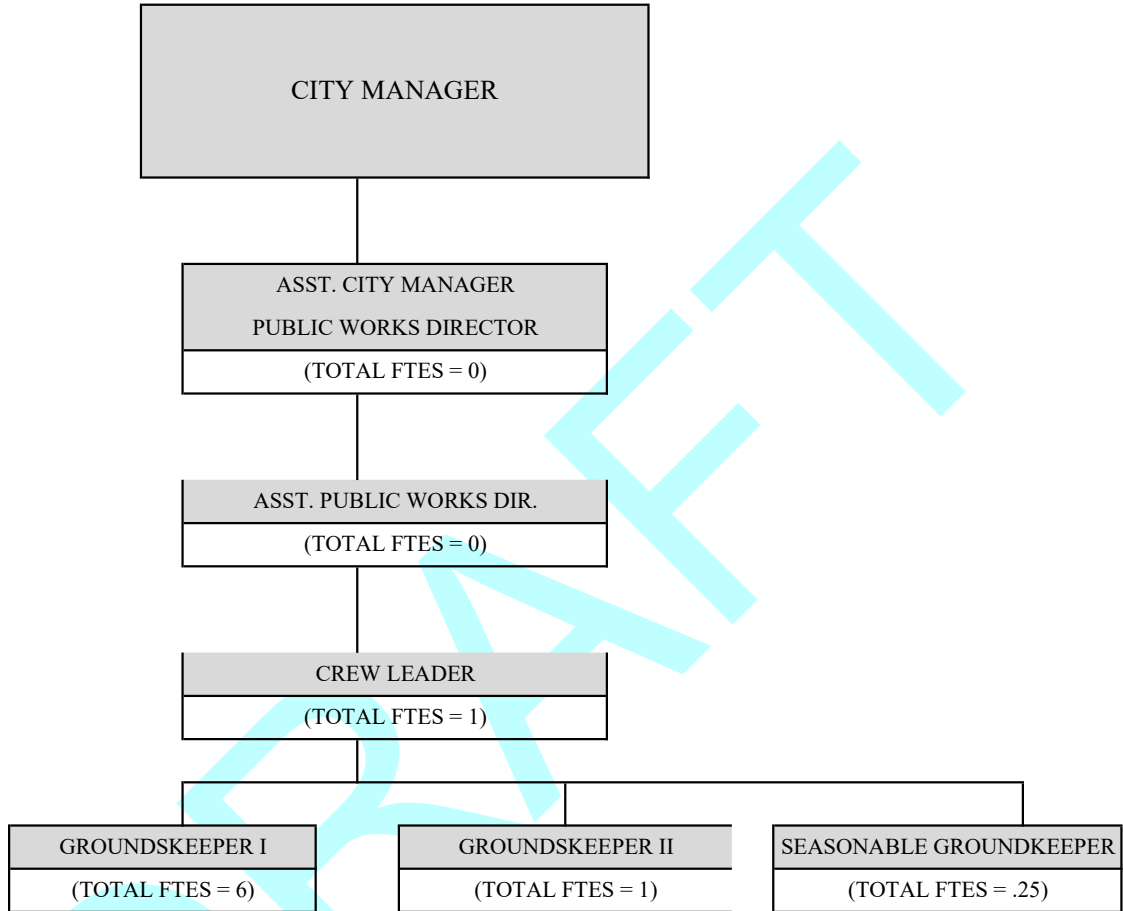 CITY MANAGER
ASST. CITY MANAGER
PUBLIC WORKS DIRECTOR
(TOTAL FTES = 0)
ASST. PUBLIC WORKS DIR.
(TOTAL FTES = 0)
CREW LEADER
(TOTAL FTES = 1)
GROUNDSKEEPER I
GROUNDSKEEPER II
SEASONABLE GROUNDKEEPER
(TOTAL FTES = 6)
(TOTAL FTES = 1)
(TOTAL FTES = .25)
RAFT